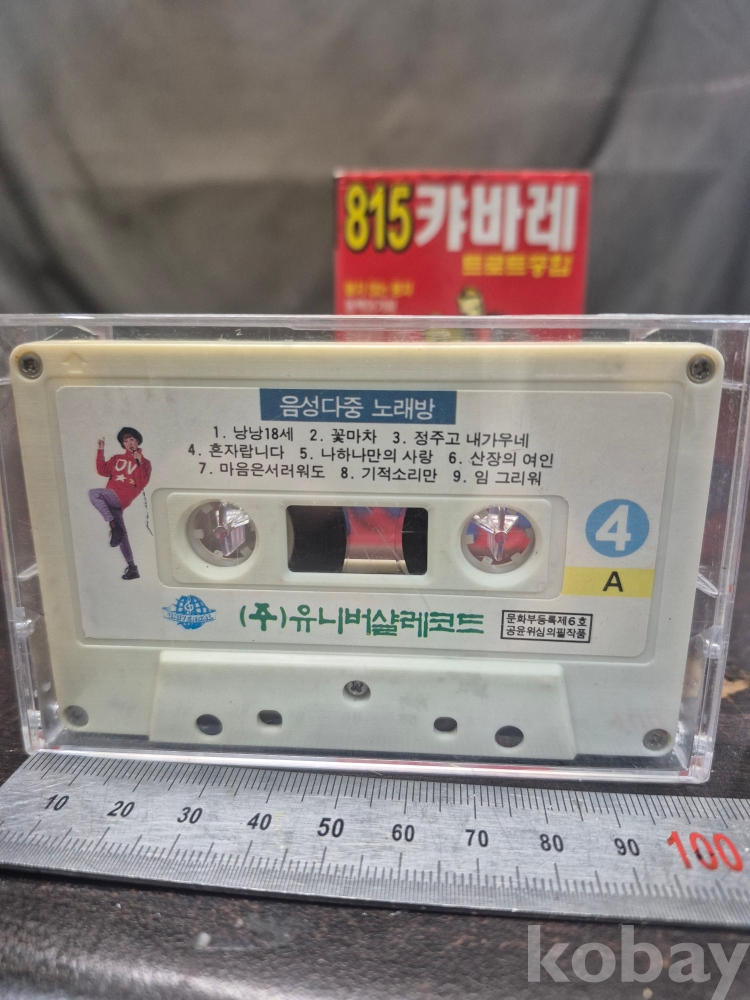 815 캬바레
트로트궁합
음성다중 노래방
1. 낭낭18세 2. 꽃마차 3. 정주고 내가우네
4. 혼자랍니다 5. 나하나만의 사랑 6. 산장의 여인
7. 마음은서러워도 8. 기적소리만 9. 임 그리워
OV
4
A
(주)유니버샬레코드
문화부등록제6호
공윤위심의필작품
10 20 30 40 50 60 70 80 90 100
kobay